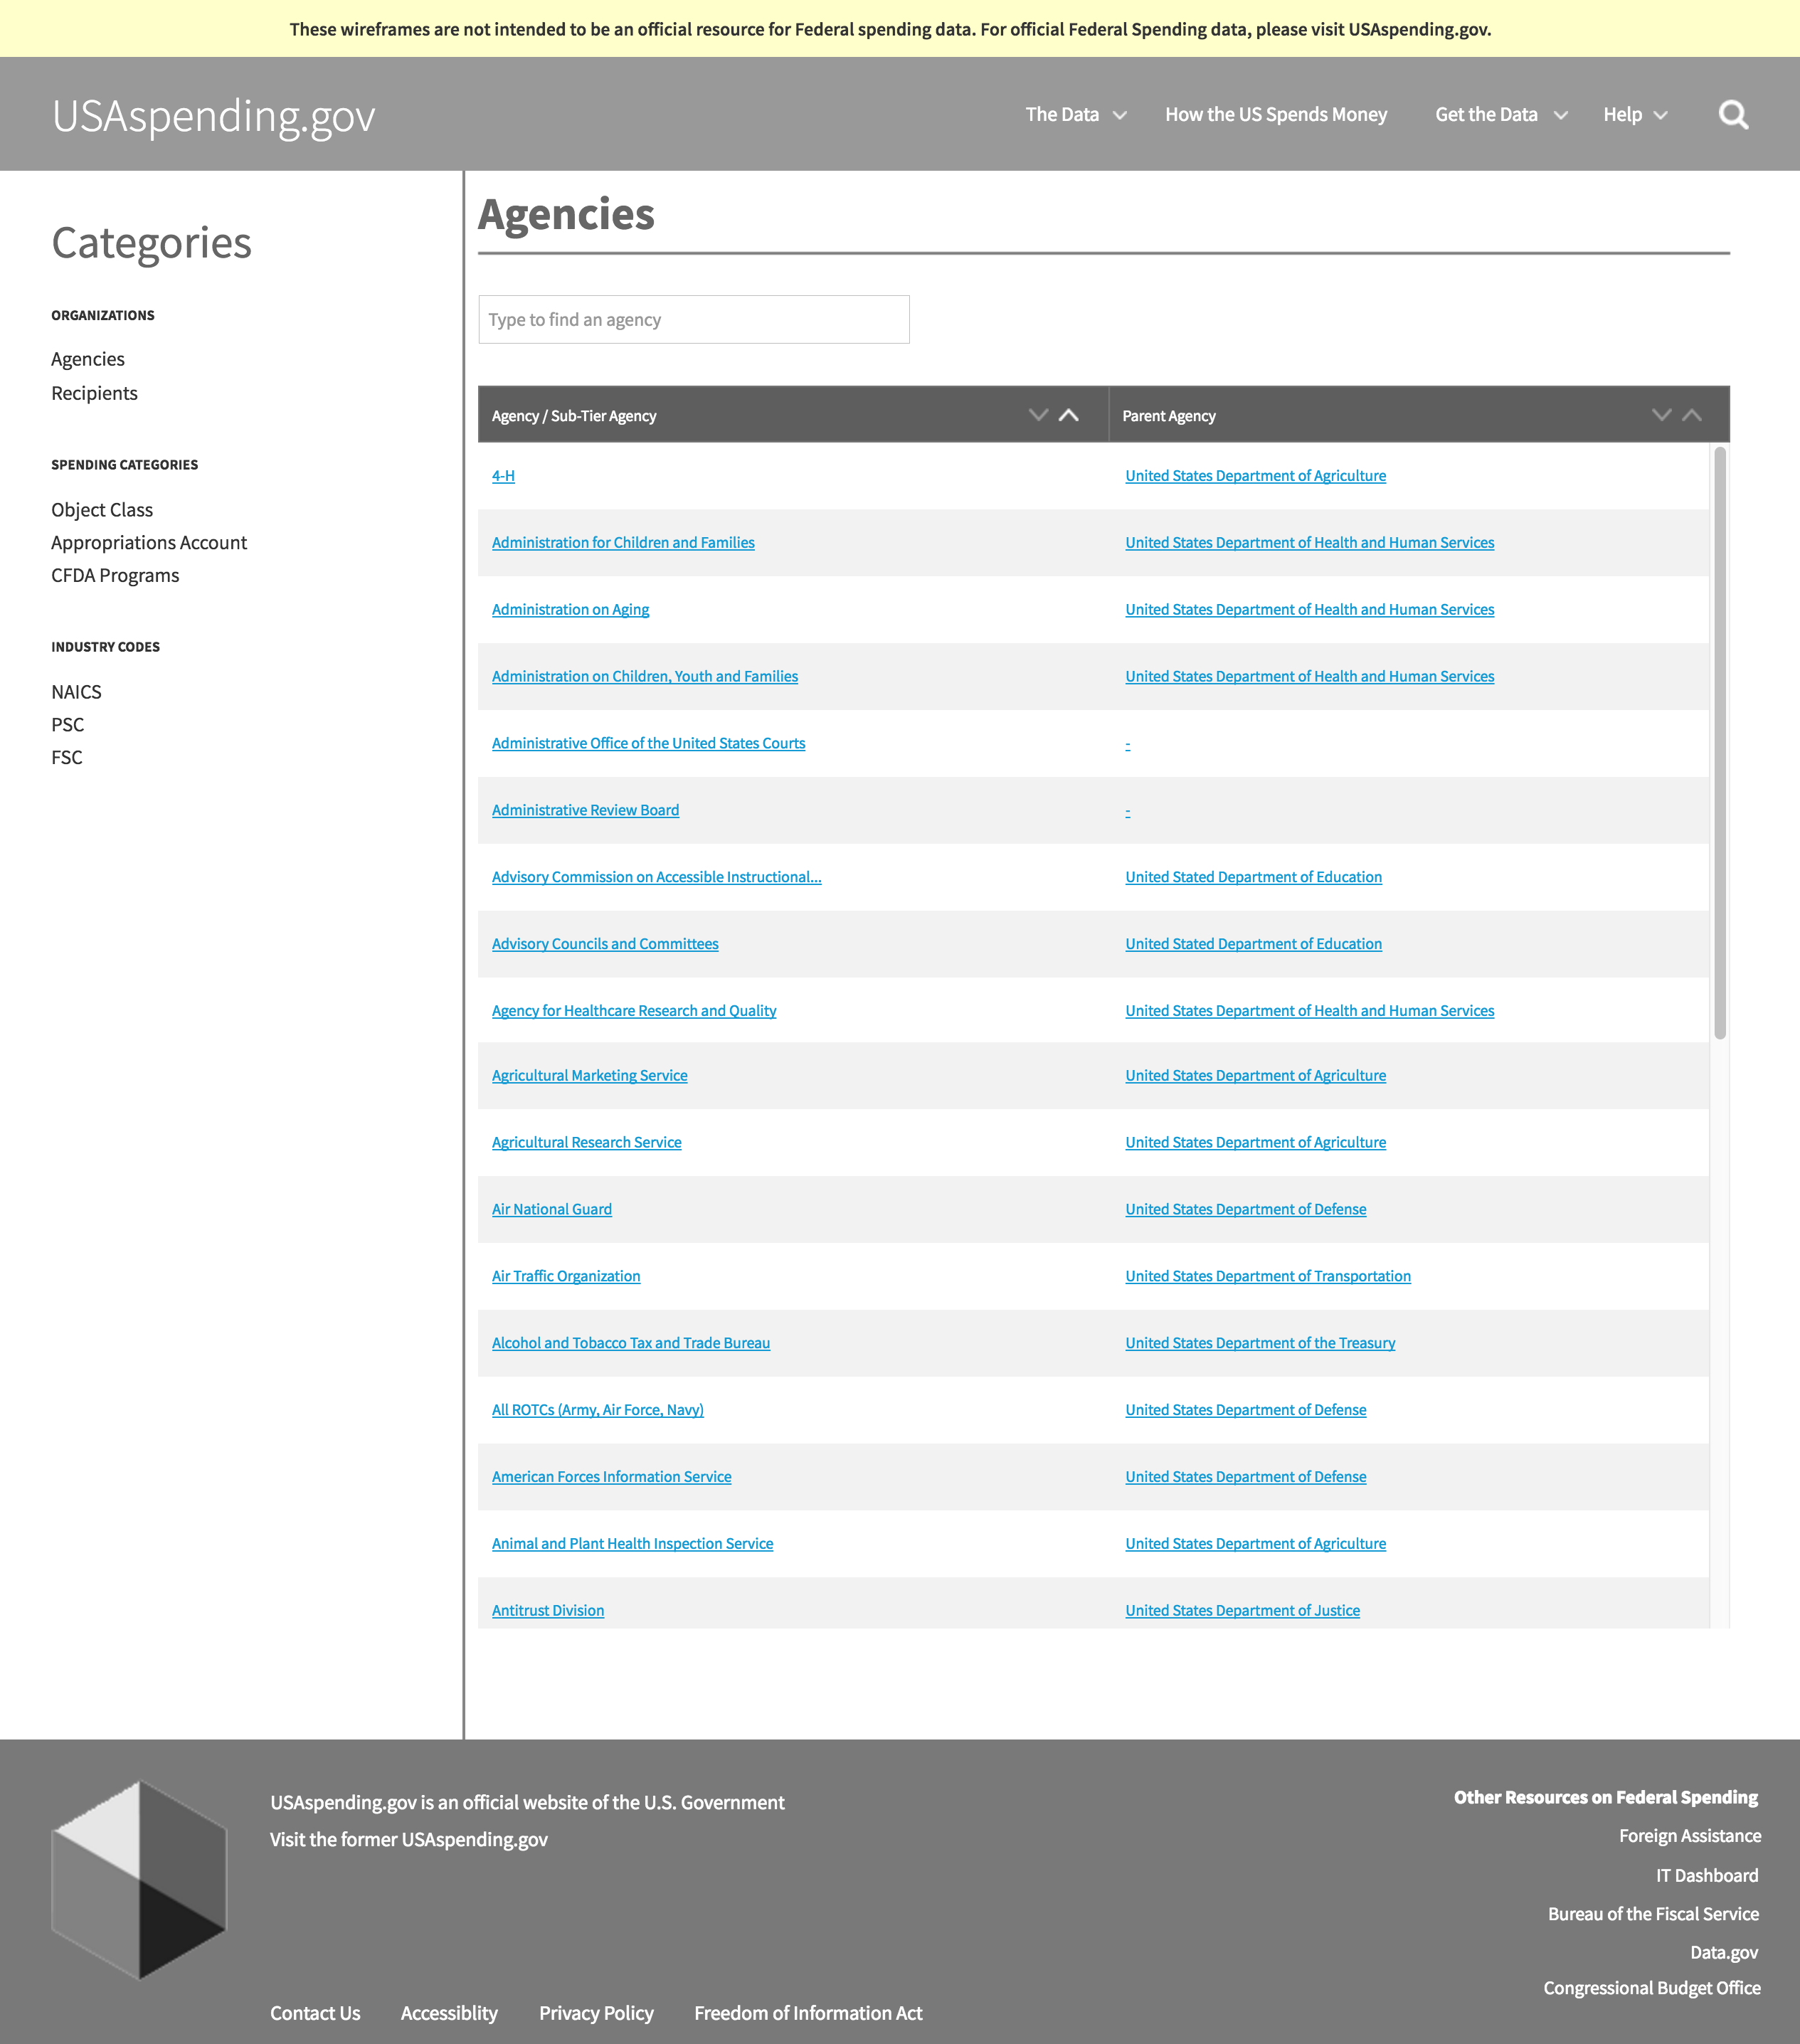 These wireframes are not intended to be an official resource for Federal spending data. For official Federal Spending data, please visit USAspending.gov.
USAspending.gov
The Data
How the US Spends Money
Get the Data
Help
Categories
ORGANIZATIONS
Agencies
Recipients
SPENDING CATEGORIES
Object Class
Appropriations Account
CFDA Programs
INDUSTRY CODES
NAICS
PSC
FSC
Agencies
Type to find an agency
Agency / Sub-Tier Agency Parent Agency
4-H United States Department of Agriculture
Administration for Children and Families United States Department of Health and Human Services
Administration on Aging United States Department of Health and Human Services
Administration on Children, Youth and Families United States Department of Health and Human Services
Administrative Office of the United States Courts -
Administrative Review Board -
Advisory Commission on Accessible Instructional... United Stated Department of Education
Advisory Councils and Committees United Stated Department of Education
Agency for Healthcare Research and Quality United States Department of Health and Human Services
Agricultural Marketing Service United States Department of Agriculture
Agricultural Research Service United States Department of Agriculture
Air National Guard United States Department of Defense
Air Traffic Organization United States Department of Transportation
Alcohol and Tobacco Tax and Trade Bureau United States Department of the Treasury
All ROTCs (Army, Air Force, Navy) United States Department of Defense
American Forces Information Service United States Department of Defense
Animal and Plant Health Inspection Service United States Department of Agriculture
Antitrust Division United States Department of Justice
USAspending.gov is an official website of the U.S. Government
Visit the former USAspending.gov
Contact Us
Accessiblity
Privacy Policy
Freedom of Information Act
Other Resources on Federal Spending
Foreign Assistance
IT Dashboard
Bureau of the Fiscal Service
Data.gov
Congressional Budget Office